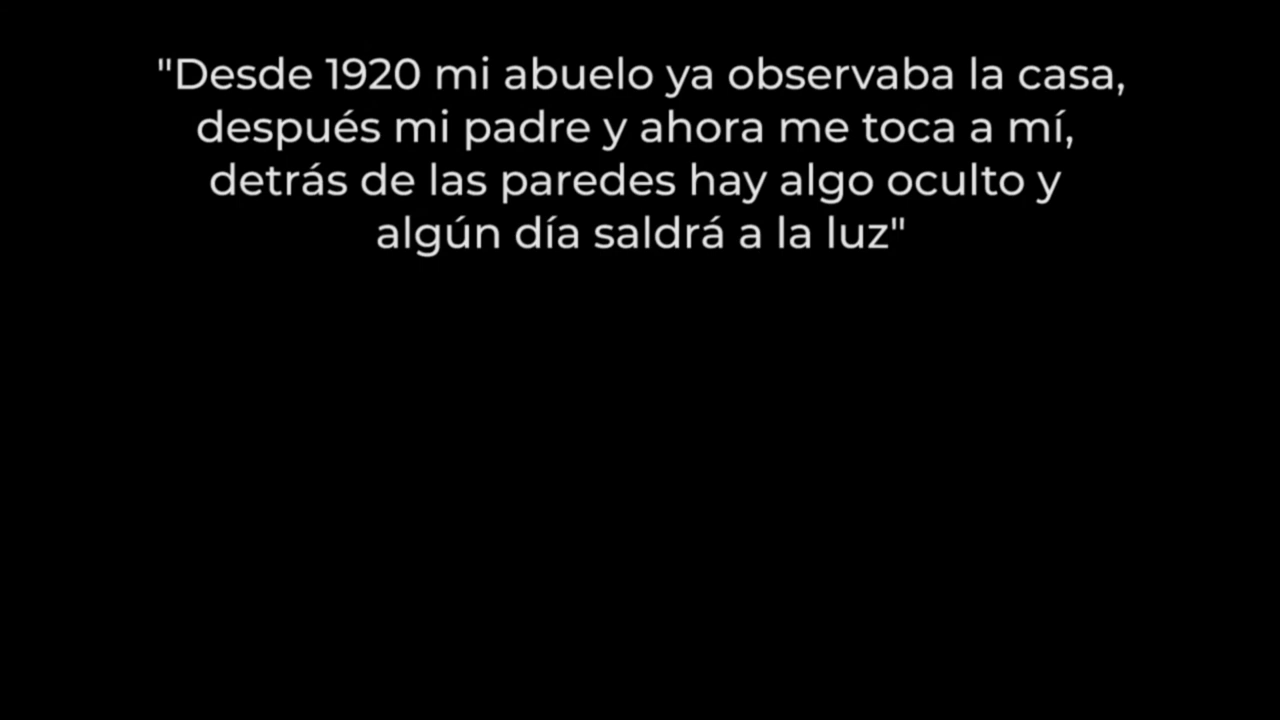 "Desde 1920 mi abuelo ya observaba la casa,
después mi padre y ahora me toca a mí,
detrás de las paredes hay algo oculto y
algún día saldrá a la luz"